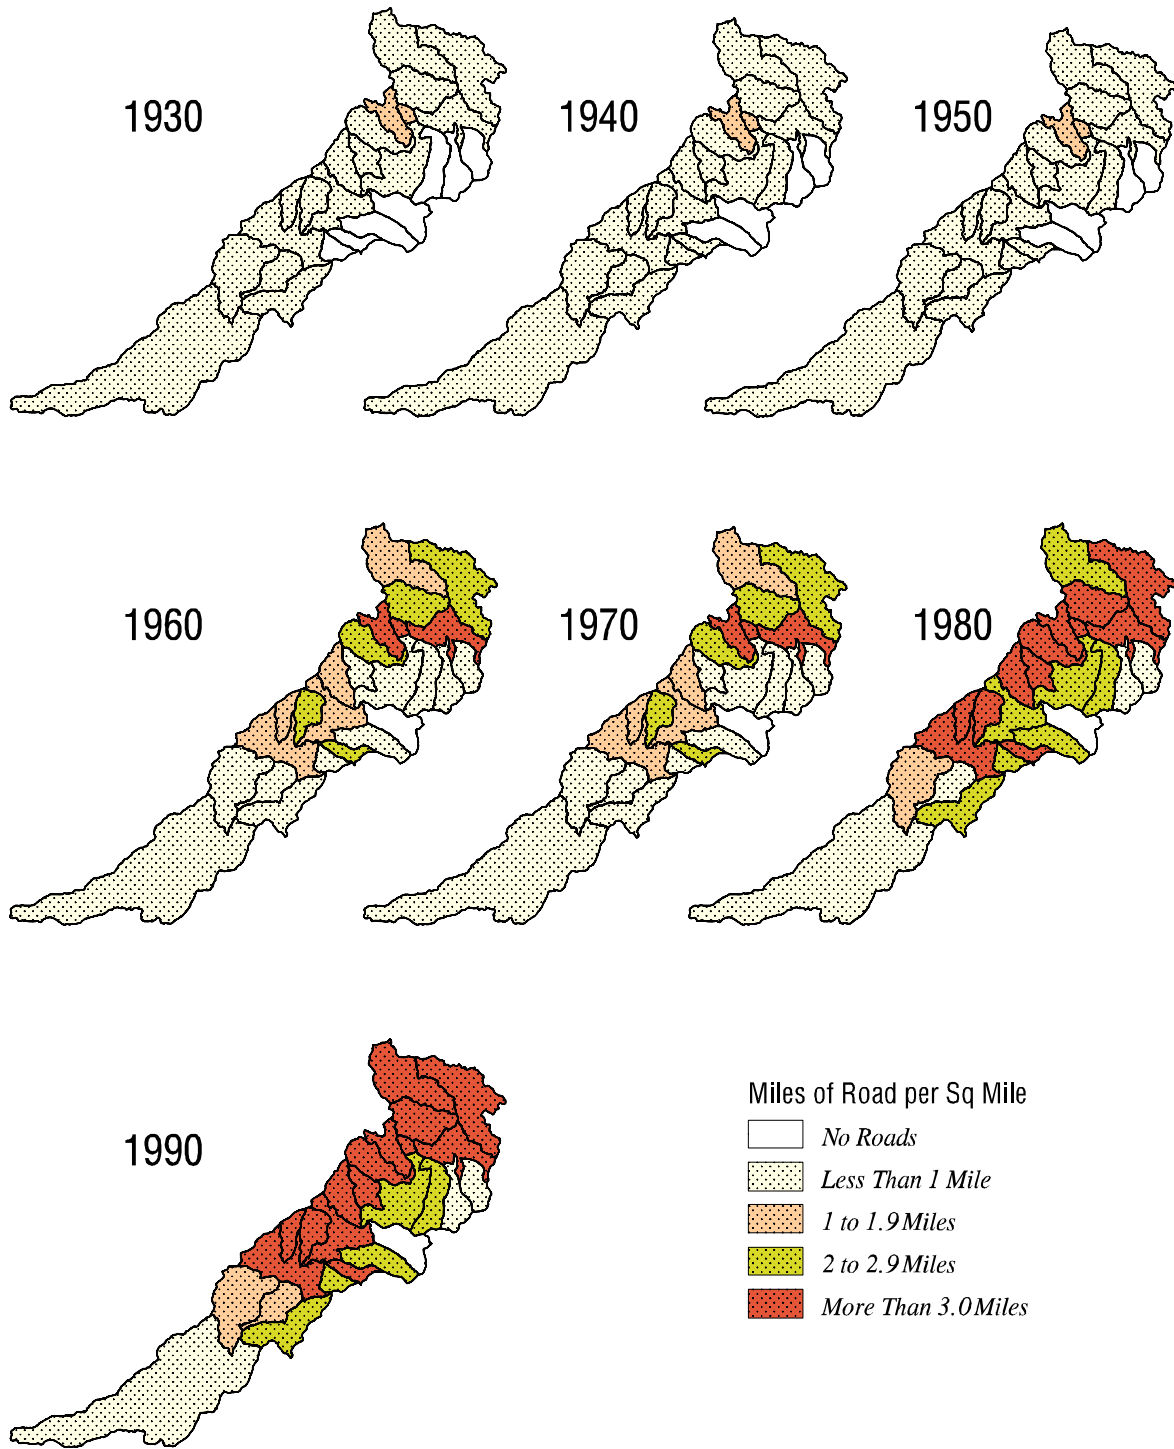 1930
1940
1950
1960
1970
1980
1990
Miles of Road per Sq Mile
No Roads
Less Than 1 Mile
1 to 1.9 Miles
2 to 2.9 Miles
More Than 3.0 Miles